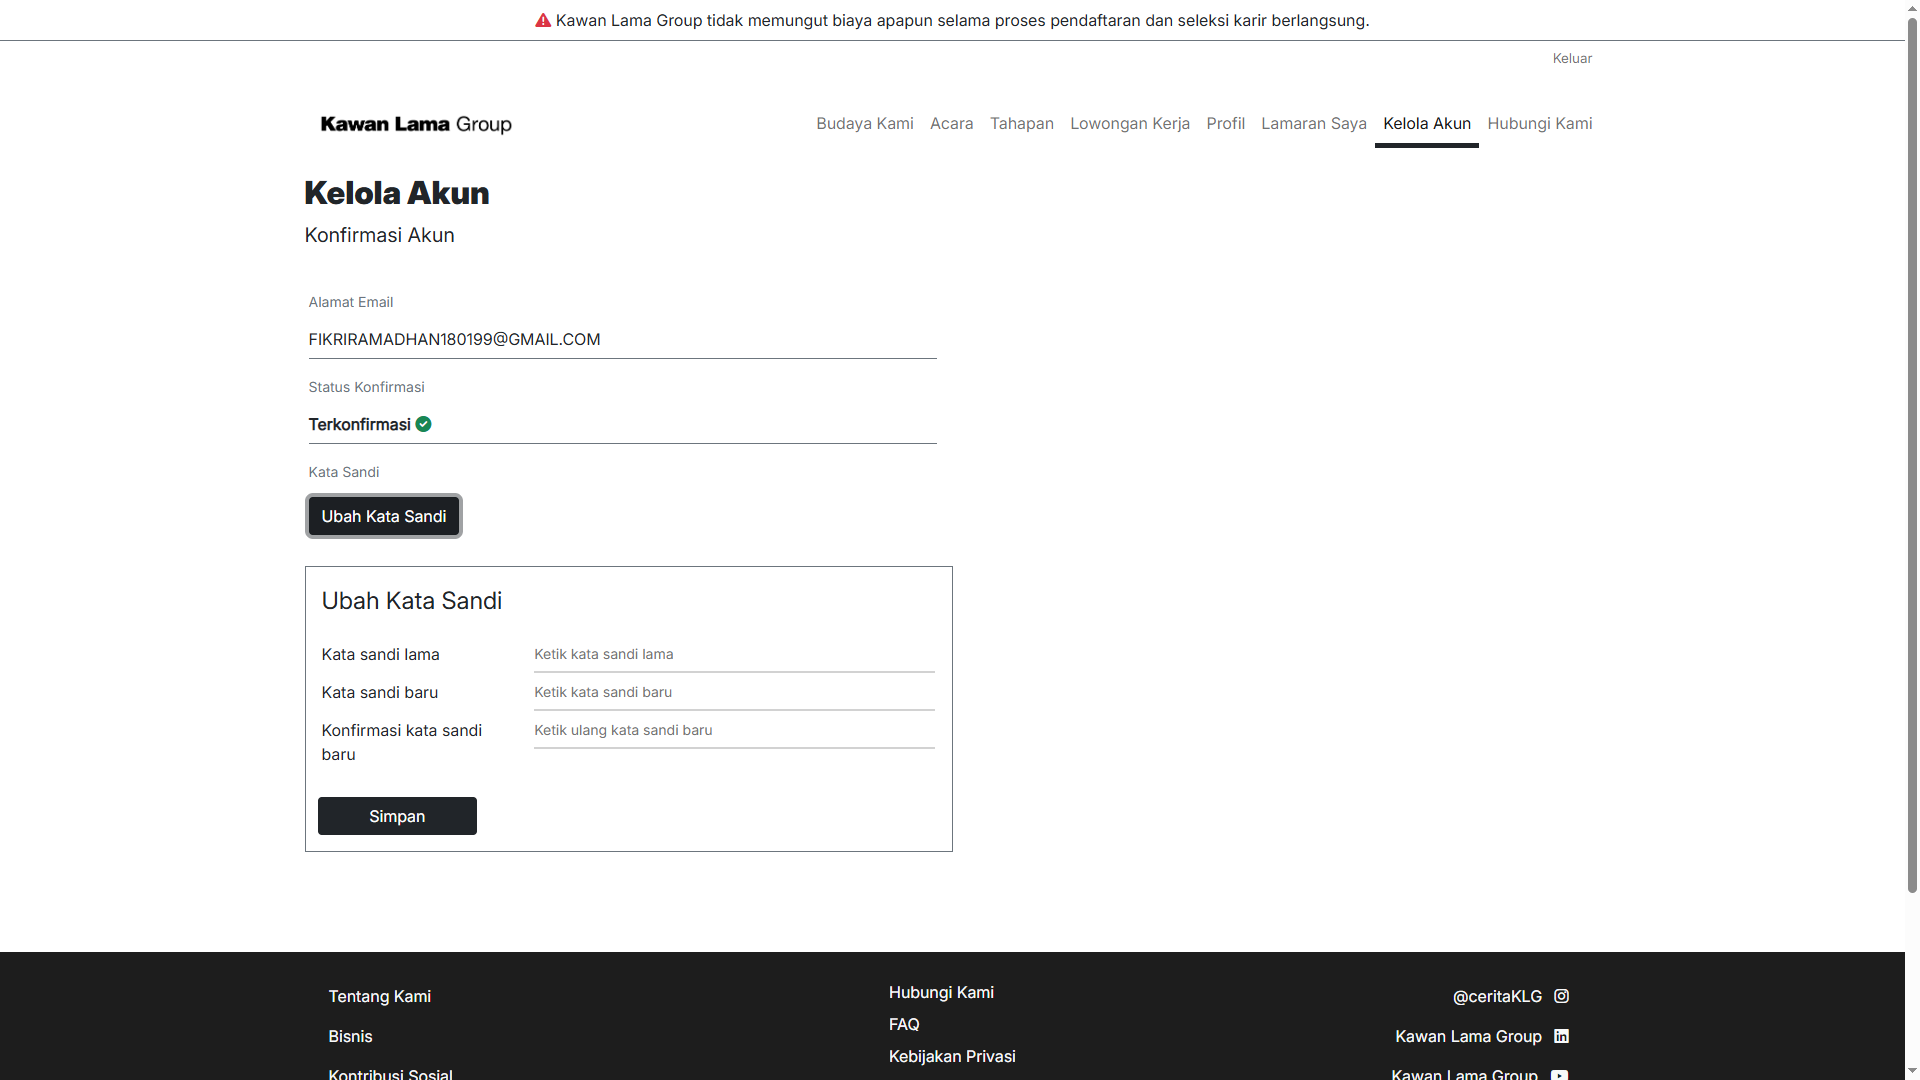 Kawan Lama Group tidak memungut biaya apapun selama proses pendaftaran dan seleksi karir berlangsung.
Keluar
Kawan Lama Group
Budaya Kami Acara Tahapan Lowongan Kerja Profil Lamaran Saya Kelola Akun Hubungi Kami
Kelola Akun
Konfirmasi Akun
Alamat Email
FIKRIRAMADHAN180199@GMAIL.COM
Status Konfirmasi
Terkonfirmasi
Kata Sandi
Ubah Kata Sandi
Ubah Kata Sandi
Kata sandi lama Ketik kata sandi lama
Kata sandi baru Ketik kata sandi baru
Konfirmasi kata sandi Ketik ulang kata sandi baru
baru
Simpan
Tentang Kami
Bisnis
Kontribusi Sosial
Hubungi Kami
FAQ
Kebijakan Privasi
@ceritaKLG
Kawan Lama Group
Kawan Lama Group